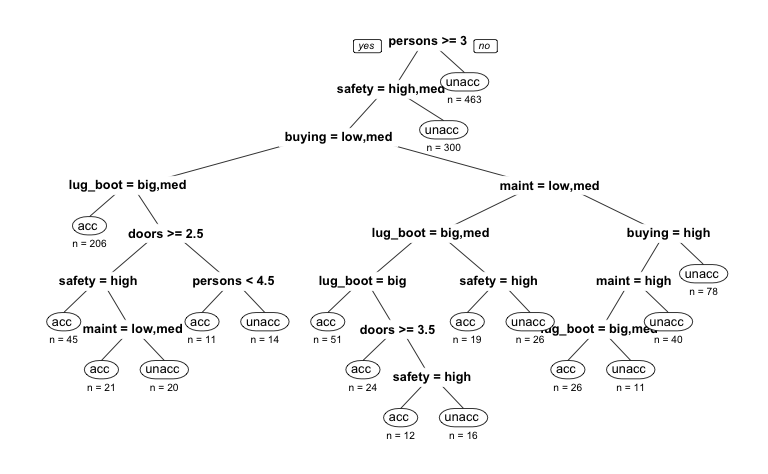 yes persons >= 3 no
safety = high,med unacc
n = 463
buying = low,med unacc
n = 300
lug_boot = big,med maint = low,med
acc doors >= 2.5 lug_boot = big,med buying = high
n = 206
safety = high persons < 4.5 lug_boot = big safety = high maint = high unacc
n = 78
acc maint = low,med acc unacc acc doors >= 3.5 acc unacc lug_boot = big,med unacc
n = 45 n = 11 n = 14 n = 51 n = 19 n = 26 n = 40
acc unacc acc safety = high acc unacc
n = 21 n = 20 n = 24 n = 26 n = 11
acc unacc
n = 12 n = 16